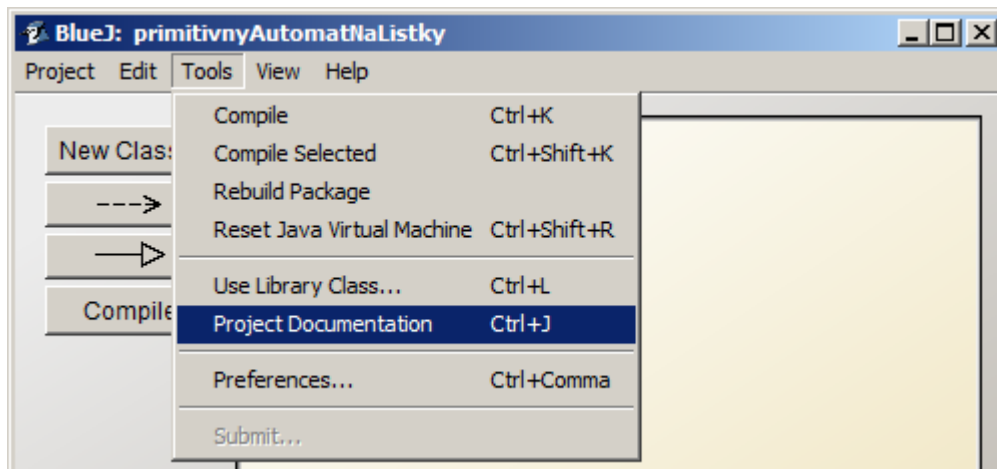 BlueJ: primitivnyAutomatNaListky
Project Edit Tools View Help
New Clas
Compile
Compile Ctrl+K
Compile Selected Ctrl+Shift+K
Rebuild Package
Reset Java Virtual Machine Ctrl+Shift+R
Use Library Class... Ctrl+L
Project Documentation Ctrl+J
Preferences... Ctrl+Comma
Submit...